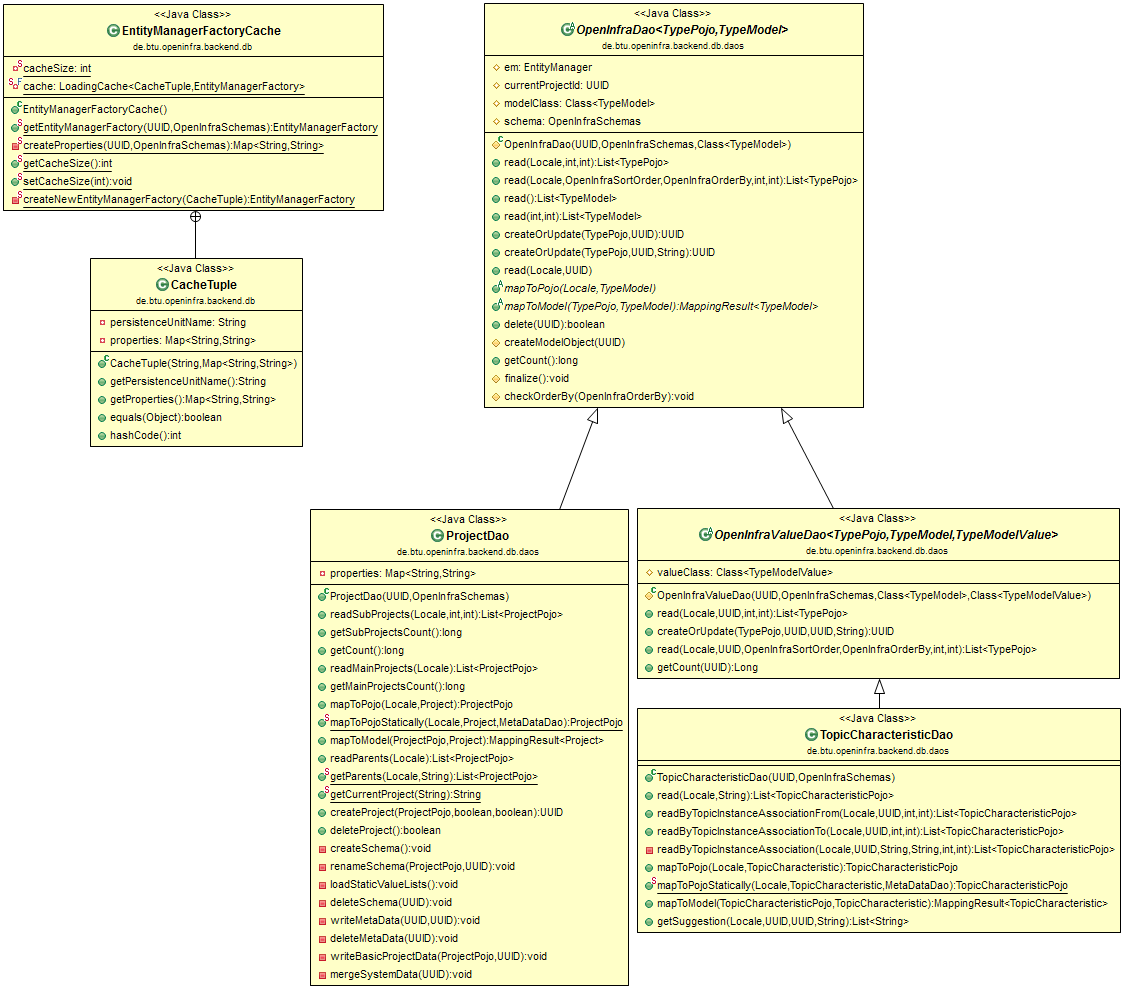 <<Java Class>>
EntityManagerFactoryCache
de.btu.openinfra.backend.db
cacheSize: int
cache: LoadingCache<CacheTuple,EntityManagerFactory>
EntityManagerFactoryCache()
getEntityManagerFactory(UUID,OpenInfraSchemas):EntityManagerFactory
createProperties(UUID,OpenInfraSchemas):Map<String,String>
getCacheSize():int
setCacheSize(int):void
createNewEntityManagerFactory(CacheTuple):EntityManagerFactory
<<Java Class>>
CacheTuple
de.btu.openinfra.backend.db
persistenceUnitName: String
properties: Map<String,String>
CacheTuple(String,Map<String,String>)
getPersistenceUnitName():String
getProperties():Map<String,String>
equals(Object):boolean
hashCode():int
<<Java Class>>
OpenInfraDao<TypePojo,TypeModel>
de.btu.openinfra.backend.db.daos
em: EntityManager
currentProjectId: UUID
modelClass: Class<TypeModel>
schema: OpenInfraSchemas
OpenInfraDao(UUID,OpenInfraSchemas,Class<TypeModel>)
read(Locale,int,int):List<TypePojo>
read(Locale,OpenInfraSortOrder,OpenInfraOrderBy,int,int):List<TypePojo>
read():List<TypeModel>
read(int,int):List<TypeModel>
createOrUpdate(TypePojo,UUID):UUID
createOrUpdate(TypePojo,UUID,String):UUID
read(Locale,UUID)
mapToPojo(Locale,TypeModel)
mapToModel(TypePojo,TypeModel):MappingResult<TypeModel>
delete(UUID):boolean
createModelObject(UUID)
getCount():long
finalize():void
checkOrderBy(OpenInfraOrderBy):void
<<Java Class>>
ProjectDao
de.btu.openinfra.backend.db.daos
properties: Map<String,String>
ProjectDao(UUID,OpenInfraSchemas)
readSubProjects(Locale,int,int):List<ProjectPojo>
getSubProjectsCount():long
getCount():long
readMainProjects(Locale):List<ProjectPojo>
getMainProjectsCount():long
mapToPojo(Locale,Project):ProjectPojo
mapToPojoStatically(Locale,Project,MetaDataDao):ProjectPojo
mapToModel(ProjectPojo,Project):MappingResult<Project>
readParents(Locale):List<ProjectPojo>
getParents(Locale,String):List<ProjectPojo>
getCurrentProject(String):String
createProject(ProjectPojo,boolean,boolean):UUID
deleteProject():boolean
createSchema():void
renameSchema(ProjectPojo,UUID):void
loadStaticValueLists():void
deleteSchema(UUID):void
writeMetaData(UUID,UUID):void
deleteMetaData(UUID):void
writeBasicProjectData(ProjectPojo,UUID):void
mergeSystemData(UUID):void
<<Java Class>>
OpenInfraValueDao<TypePojo,TypeModel,TypeModelValue>
de.btu.openinfra.backend.db.daos
valueClass: Class<TypeModelValue>
OpenInfraValueDao(UUID,OpenInfraSchemas,Class<TypeModel>,Class<TypeModelValue>)
read(Locale,UUID,int,int):List<TypePojo>
createOrUpdate(TypePojo,UUID,UUID,String):UUID
read(Locale,UUID,OpenInfraSortOrder,OpenInfraOrderBy,int,int):List<TypePojo>
getCount(UUID):Long
<<Java Class>>
TopicCharacteristicDao
de.btu.openinfra.backend.db.daos
TopicCharacteristicDao(UUID,OpenInfraSchemas)
read(Locale,String):List<TopicCharacteristicPojo>
readByTopicInstanceAssociationFrom(Locale,UUID,int,int):List<TopicCharacteristicPojo>
readByTopicInstanceAssociationTo(Locale,UUID,int,int):List<TopicCharacteristicPojo>
readByTopicInstanceAssociation(Locale,UUID,String,String,int,int):List<TopicCharacteristicPojo>
mapToPojo(Locale,TopicCharacteristic):TopicCharacteristicPojo
mapToPojoStatically(Locale,TopicCharacteristic,MetaDataDao):TopicCharacteristicPojo
mapToModel(TopicCharacteristicPojo,TopicCharacteristic):MappingResult<TopicCharacteristic>
getSuggestion(Locale,UUID,UUID,String):List<String>